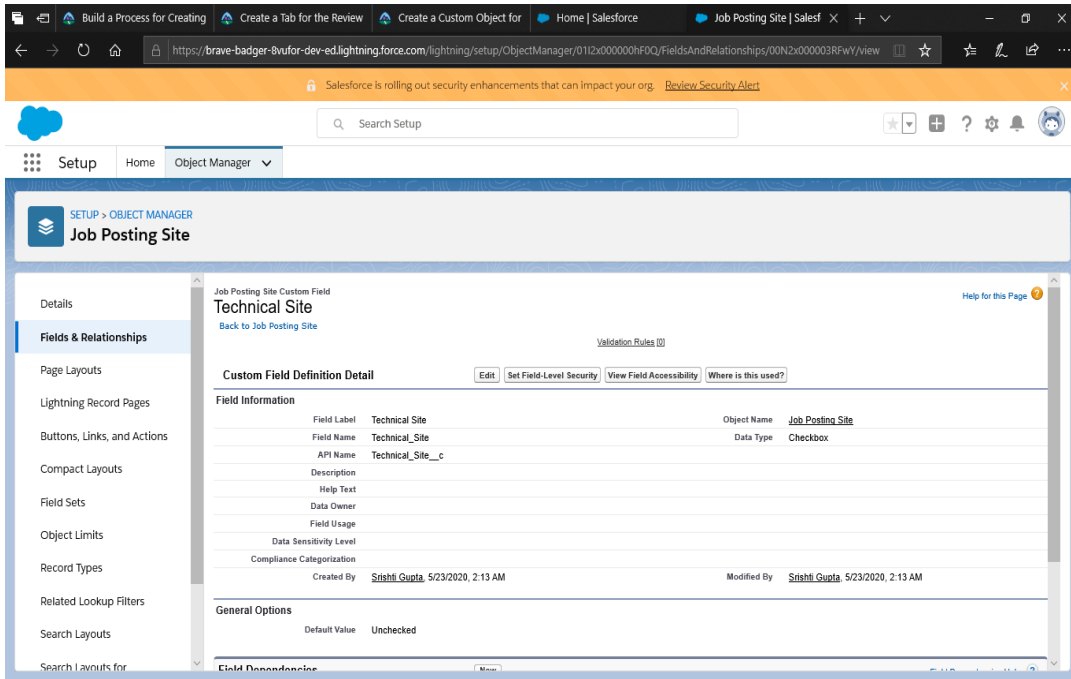 Build a Process for Creating
Create a Tab for the Review
Create a Custom Object for
Home | Salesforce
Job Posting Site | Salesf
https://brave-badger-8vufor-dev-ed.lightning.force.com/lightning/setup/ObjectManager/01I2x000000hF0Q/FieldsAndRelationships/00N2x000003RFwY/view
Salesforce is rolling out security enhancements that can impact your org. Review Security Alert
Search Setup
Setup Home Object Manager
SETUP > OBJECT MANAGER
Job Posting Site
Details
Fields & Relationships
Page Layouts
Lightning Record Pages
Buttons, Links, and Actions
Compact Layouts
Field Sets
Object Limits
Record Types
Related Lookup Filters
Search Layouts
Search Layouts for
Job Posting Site Custom Field
Technical Site
Back to Job Posting Site
Help for this Page ?
Validation Rules [0]
Custom Field Definition Detail Edit Set Field-Level Security View Field Accessibility Where is this used?
Field Information
Field Label Technical Site Object Name Job Posting Site
Field Name Technical_Site Data Type Checkbox
API Name Technical_Site__c
Description
Help Text
Data Owner
Field Usage
Data Sensitivity Level
Compliance Categorization
Created By Srishti Gupta, 5/23/2020, 2:13 AM Modified By Srishti Gupta, 5/23/2020, 2:13 AM
General Options
Default Value Unchecked
Field Dependencies New